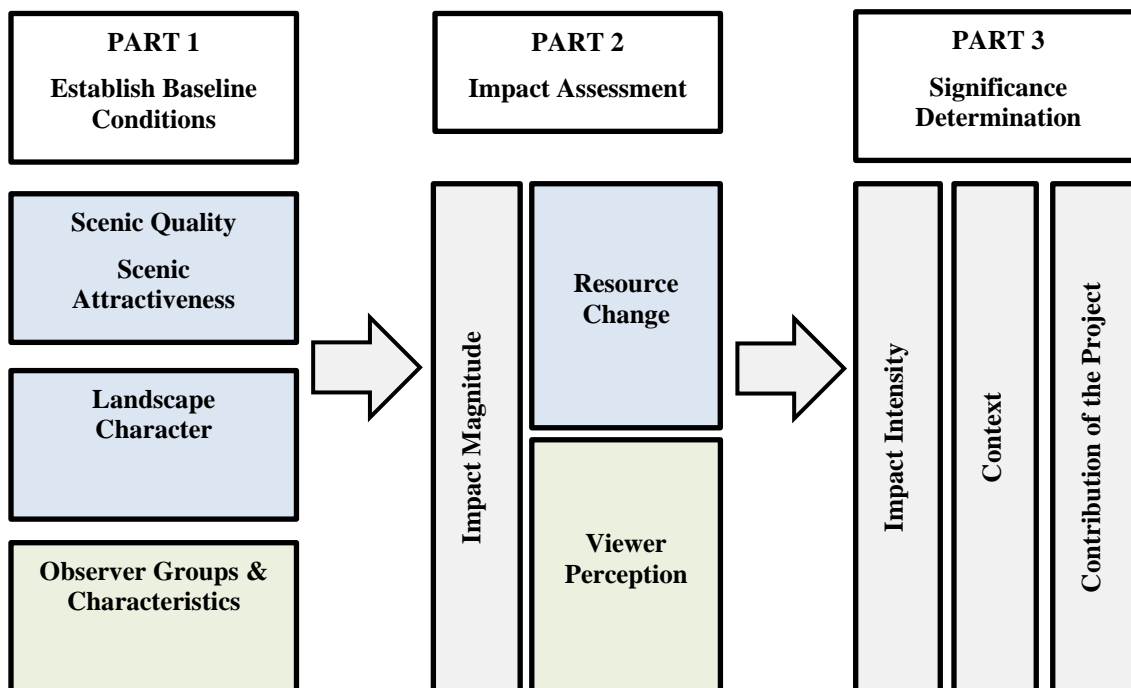 PART 1
Establish Baseline
Conditions
PART 2
Impact Assessment
PART 3
Significance
Determination
Scenic Quality
Scenic
Attractiveness
Landscape
Character
Observer Groups &
Characteristics
Impact Magnitude
Resource
Change
Viewer
Perception
Impact Intensity
Context
Contribution of the Project